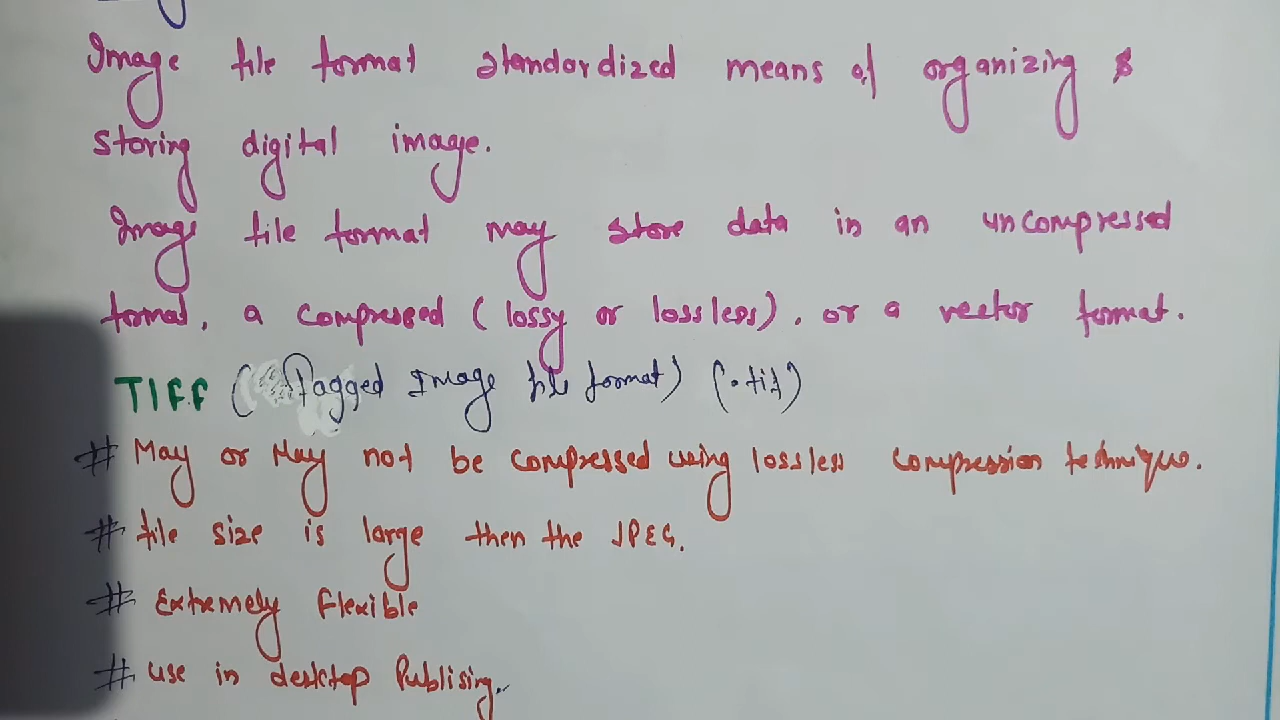 Image file format standardized means of organizing &
storing digital image.
Image file format may store data in an uncompressed
format, a compressed (lossy or lossless), or a vector format.
TIFF (Tagged Image file format) (.tif)
# May or May not be compressed using lossless compression technique.
# file size is large then the JPEG.
# Extremely Flexible
# use in desktop Publising.